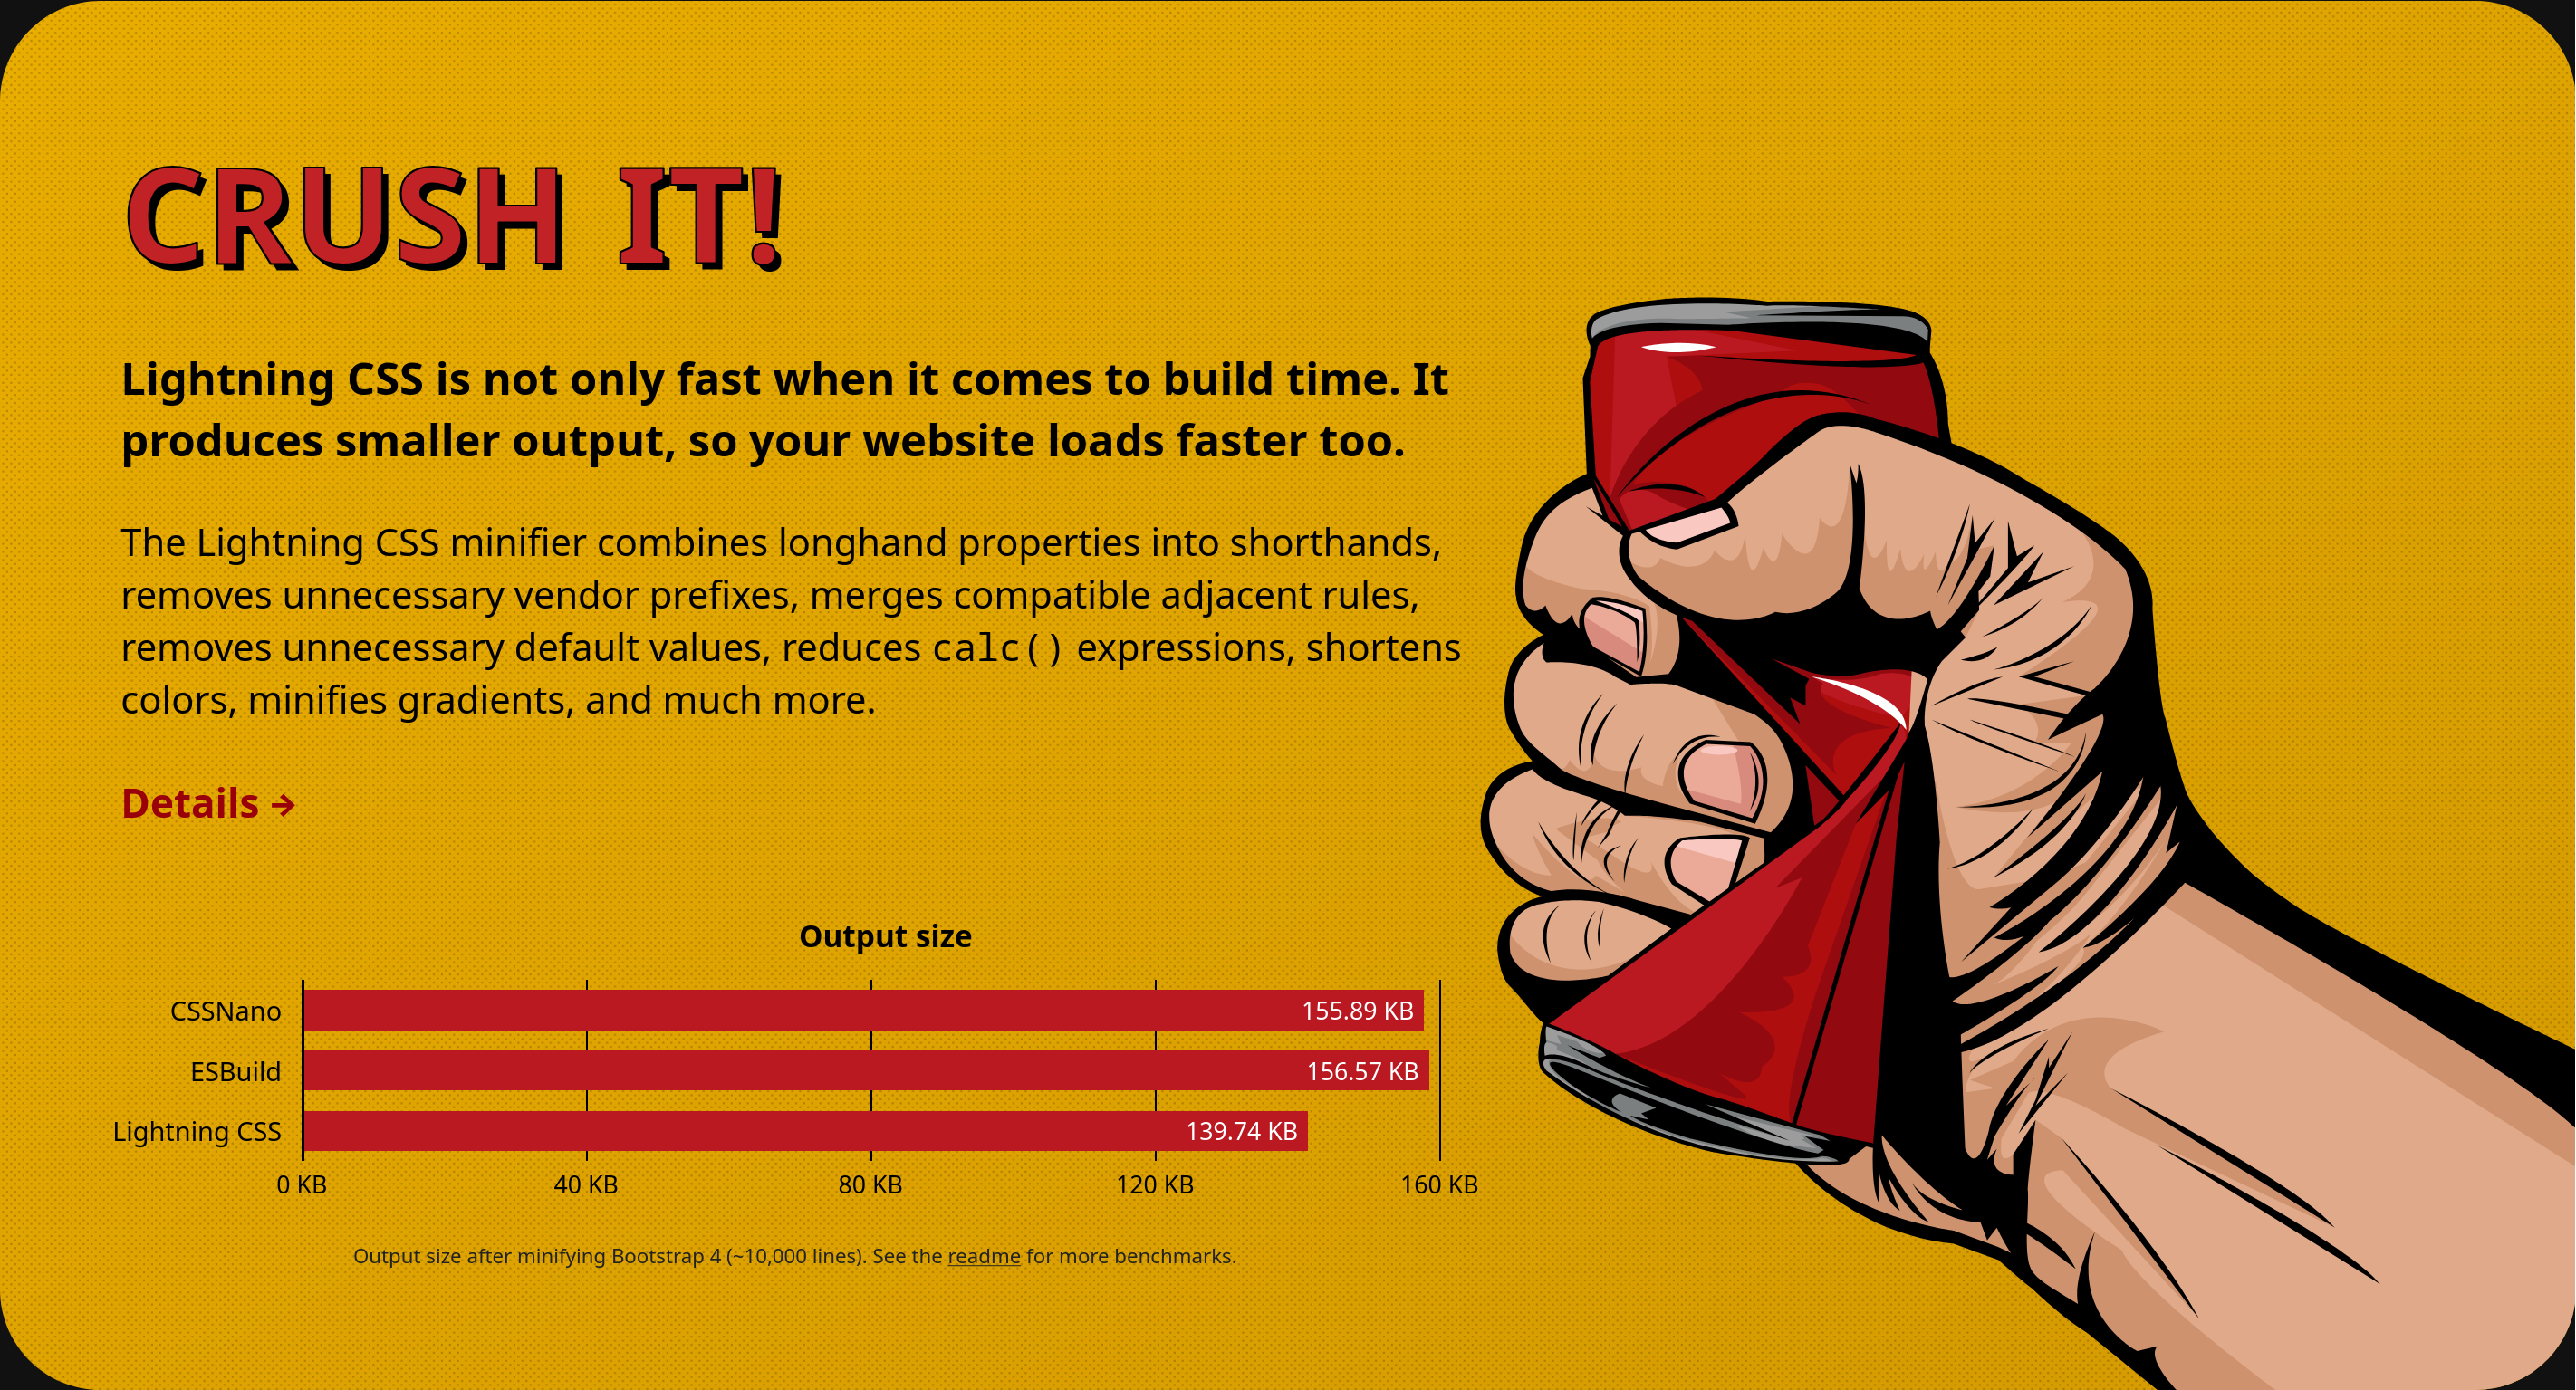 CRUSH IT!
Lightning CSS is not only fast when it comes to build time. It
produces smaller output, so your website loads faster too.
The Lightning CSS minifier combines longhand properties into shorthands,
removes unnecessary vendor prefixes, merges compatible adjacent rules,
removes unnecessary default values, reduces calc() expressions, shortens
colors, minifies gradients, and much more.
Details →
Output size
CSSNano 155.89 KB
ESBuild 156.57 KB
Lightning CSS 139.74 KB
0 KB 40 KB 80 KB 120 KB 160 KB
Output size after minifying Bootstrap 4 (~10,000 lines). See the readme for more benchmarks.